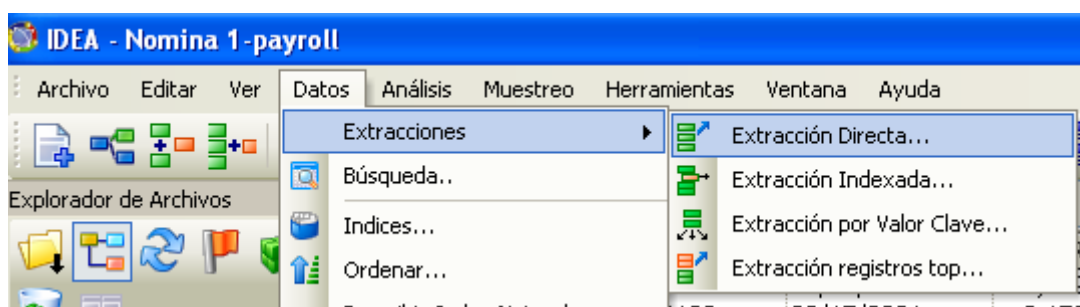 IDEA - Nomina 1-payroll
Archivo Editar Ver Datos Análisis Muestreo Herramientas Ventana Ayuda
Extracciones
Extracción Directa...
Búsqueda..
Extracción Indexada...
Explorador de Archivos
Indices...
Extracción por Valor Clave...
Ordenar...
Extracción registros top...